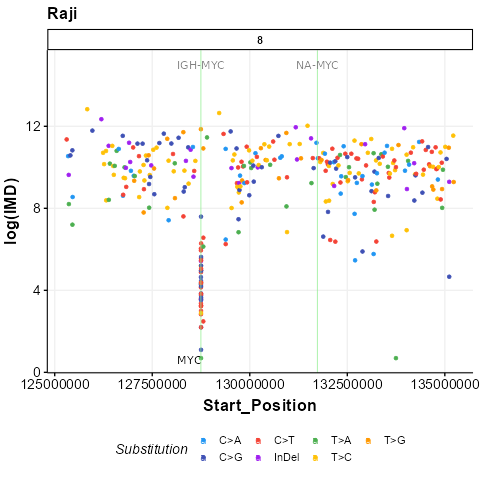 Raji
8
IGH-MYC NA-MYC
12
8
4
0
log(IMD)
MYC
125000000 127500000 130000000 132500000 135000000
Start_Position
Substitution
C>A C>T T>A T>G
C>G InDel T>C